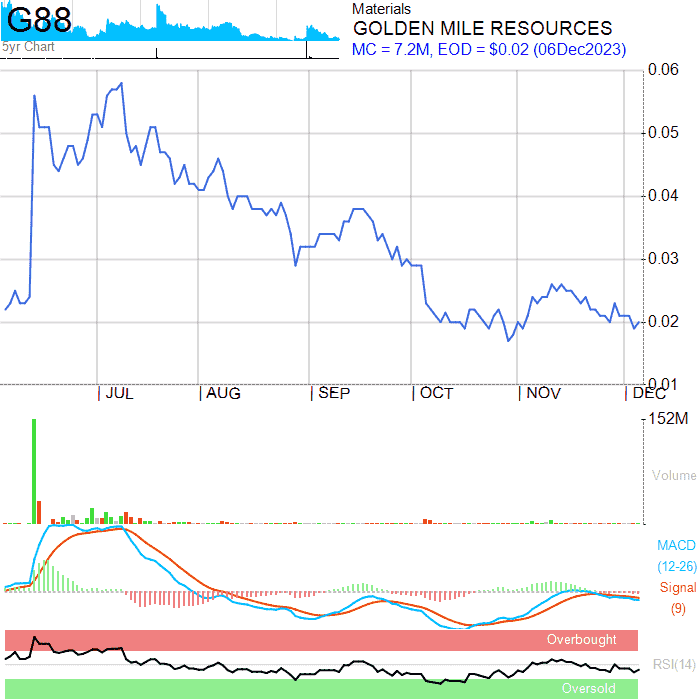 G88
5yr Chart
Materials
GOLDEN MILE RESOURCES
MC = 7.2M, EOD = $0.02 (06Dec2023)
0.06
0.05
0.04
0.03
0.02
0.01
JUL AUG SEP OCT NOV DEC
152M
Volume
MACD
(12-26)
Signal
(9)
Overbought
RSI(14)
Oversold